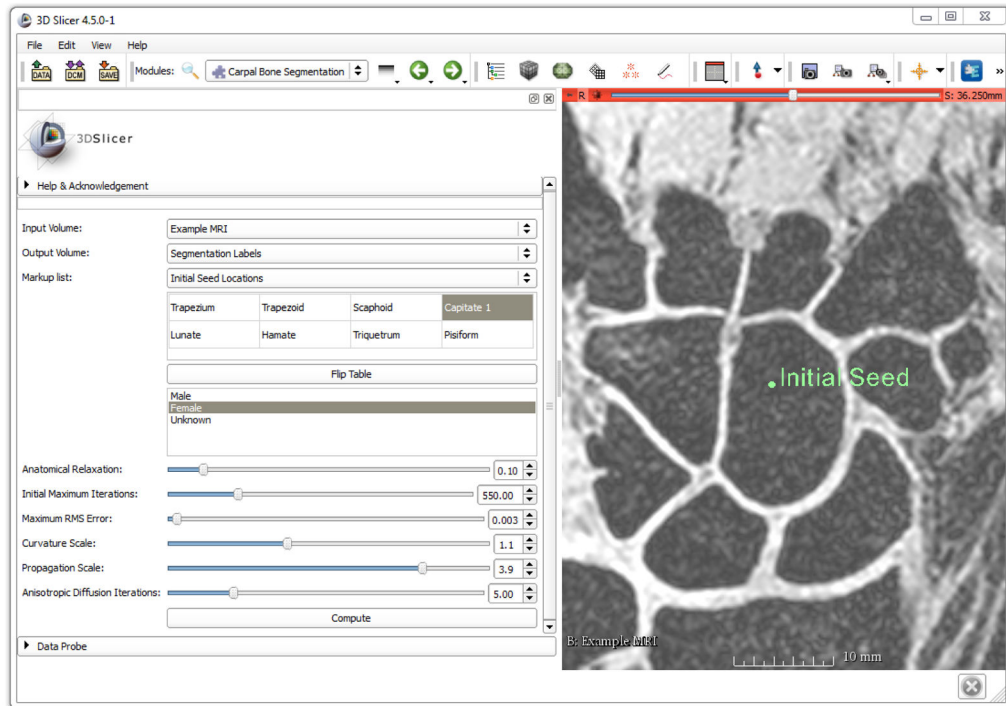 3D Slicer 4.5.0-1
File Edit View Help
DATA DCM SAVE Modules: Carpal Bone Segmentation »
R S: 36.250mm
3DSlicer
Help & Acknowledgement
Input Volume: Example MRI
Output Volume: Segmentation Labels
Markup list: Initial Seed Locations
Trapezium Trapezoid Scaphoid Capitate 1
Lunate Hamate Triquetrum Pisiform
Flip Table
Male
Female
Unknown
Anatomical Relaxation: 0.10
Initial Maximum Iterations: 550.00
Maximum RMS Error: 0.003
Curvature Scale: 1.1
Propagation Scale: 3.9
Anisotropic Diffusion Iterations: 5.00
Compute
Data Probe
Initial Seed
B: Example MRI
10 mm